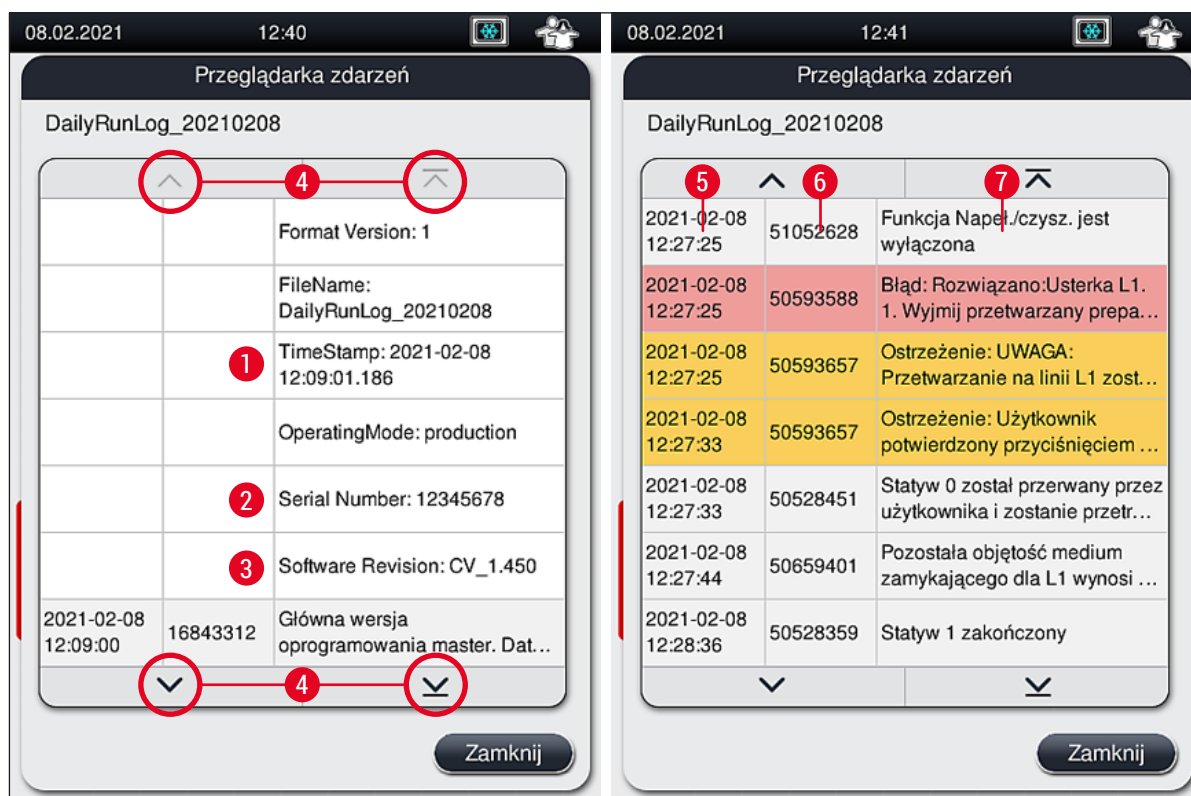 08.02.2021 12:40
Przeglądarka zdarzeń
DailyRunLog_20210208
4
Format Version: 1
FileName:
DailyRunLog_20210208
1
TimeStamp: 2021-02-08
12:09:01.186
OperatingMode: production
2
Serial Number: 12345678
3
Software Revision: CV_1.450
2021-02-08
12:09:00
16843312
Główna wersja
oprogramowania master. Dat...
4
Zamknij
08.02.2021 12:41
Przeglądarka zdarzeń
DailyRunLog_20210208
5 6 7
2021-02-08
12:27:25
51052628
Funkcja Napeł./czysz. jest
wyłączona
2021-02-08
12:27:25
50593588
Błąd: Rozwiązano:Usterka L1.
1. Wyjmij przetwarzany prepa...
2021-02-08
12:27:25
50593657
Ostrzeżenie: UWAGA:
Przetwarzanie na linii L1 zost...
2021-02-08
12:27:33
50593657
Ostrzeżenie: Użytkownik
potwierdzony przyciśnięciem ...
2021-02-08
12:27:33
50528451
Statyw 0 został przerwany przez
użytkownika i zostanie przetr...
2021-02-08
12:27:44
50659401
Pozostała objętość medium
zamykającego dla L1 wynosi ...
2021-02-08
12:28:36
50528359
Statyw 1 zakończony
Zamknij